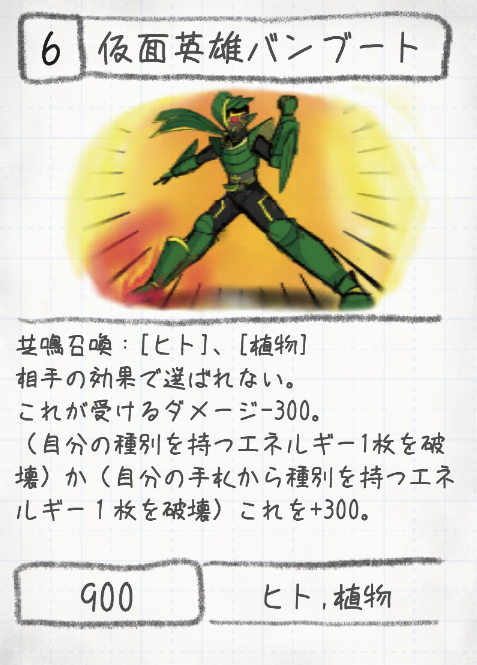 6 仮面英雄バンブート
共鳴召喚：[ヒト]、[植物]
相手の効果で選ばれない。
これが受けるダメージ-300。
（自分の種別を持つエネルギー1枚を破
壊）か（自分の手札から種別を持つエネ
ルギー１枚を破壊）これを+300。
900 ヒト,植物